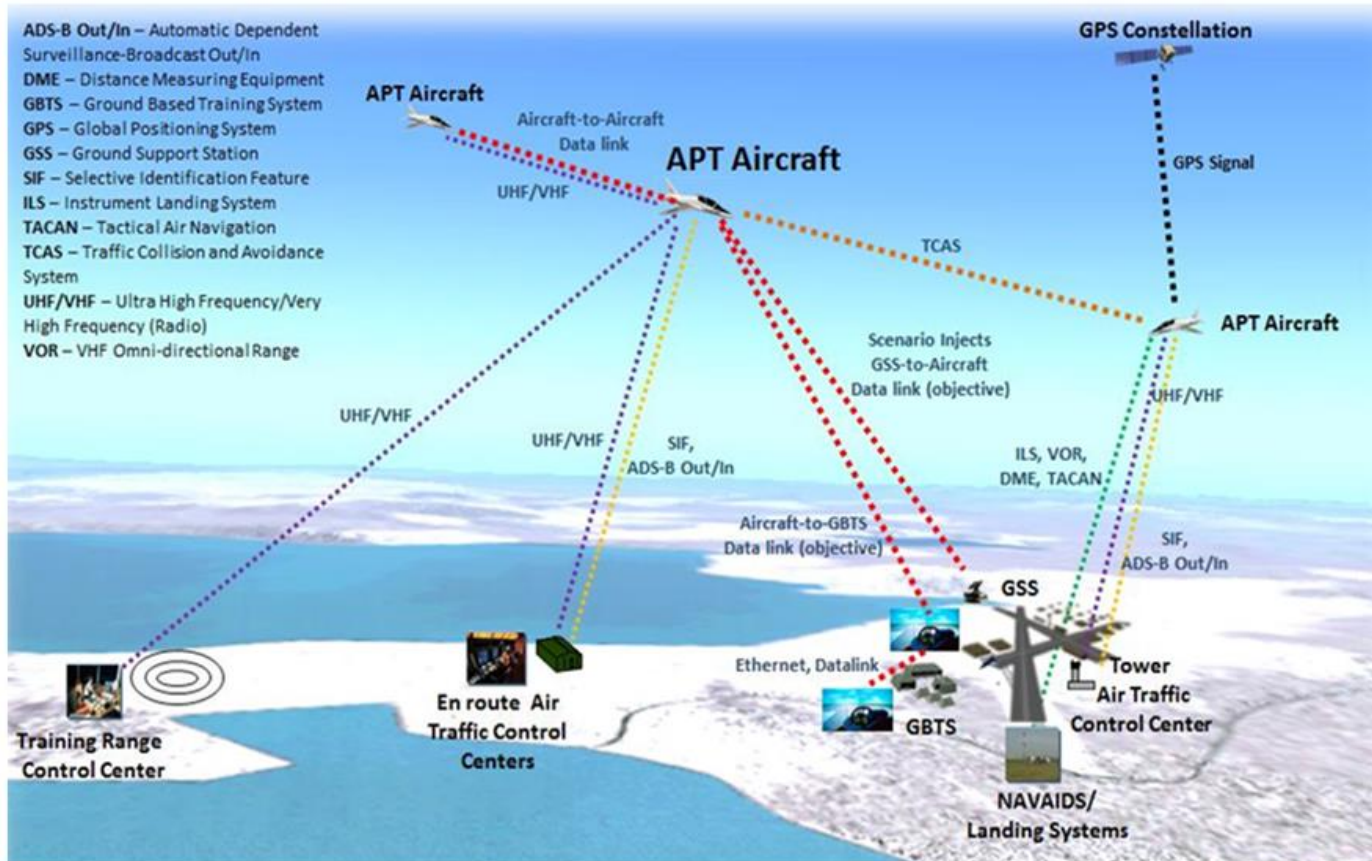 ADS-B Out/In – Automatic Dependent
Surveillance-Broadcast Out/In
DME – Distance Measuring Equipment
GBTS – Ground Based Training System
GPS – Global Positioning System
GSS – Ground Support Station
SIF – Selective Identification Feature
ILS – Instrument Landing System
TACAN – Tactical Air Navigation
TCAS – Traffic Collision and Avoidance
System
UHF/VHF – Ultra High Frequency/Very
High Frequency (Radio)
VOR – VHF Omni-directional Range
GPS Constellation
APT Aircraft
Aircraft-to-Aircraft
Data link
UHF/VHF
APT Aircraft
GPS Signal
TCAS
APT Aircraft
Scenario Injects
GSS-to-Aircraft
Data link (objective)
UHF/VHF
UHF/VHF
UHF/VHF
SIF,
ADS-B Out/In
ILS, VOR,
DME, TACAN
Aircraft-to-GBTS
Data link (objective)
SIF,
ADS-B Out/In
GSS
Ethernet, Datalink
Tower
Air Traffic
Control Center
En route Air
Traffic Control
Centers
GBTS
Training Range
Control Center
NAVAIDS/
Landing Systems